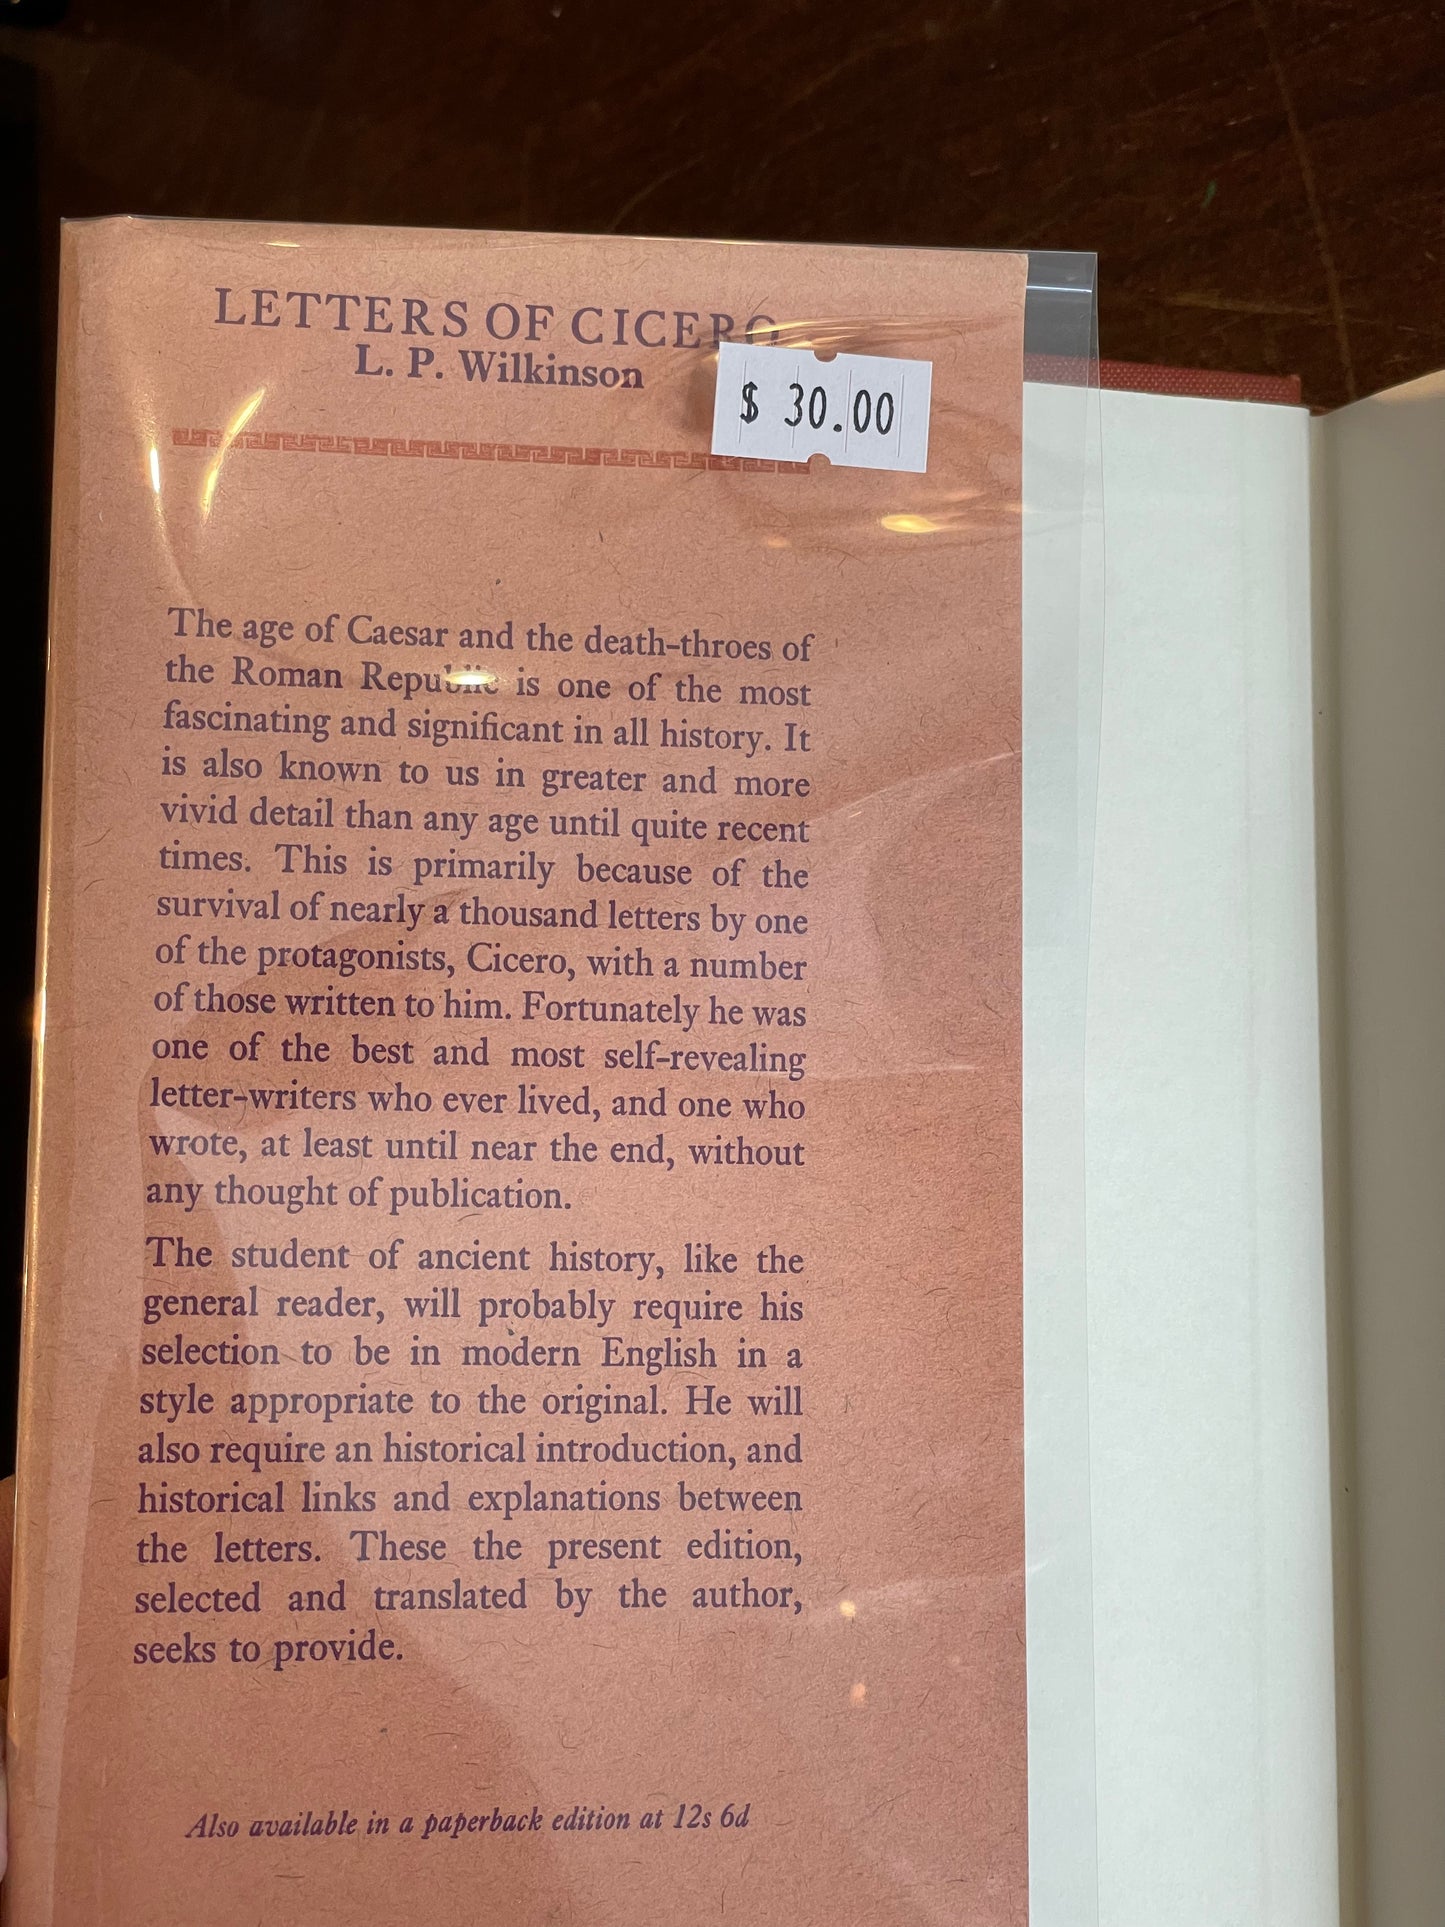 LETTERS OF CICERO
L. P. Wilkinson
$ 30.00
The age of Caesar and the death-throes of
the Roman Republic is one of the most
fascinating and significant in all history. It
is also known to us in greater and more
vivid detail than any age until quite recent
times. This is primarily because of the
survival of nearly a thousand letters by one
of the protagonists, Cicero, with a number
of those written to him. Fortunately he was
one of the best and most self-revealing
letter-writers who ever lived, and one who
wrote, at least until near the end, without
any thought of publication.
The student of ancient history, like the
general reader, will probably require his
selection to be in modern English in a
style appropriate to the original. He will
also require an historical introduction, and
historical links and explanations between
the letters. These the present edition,
selected and translated by the author,
seeks to provide.
Also available in a paperback edition at 12s 6d